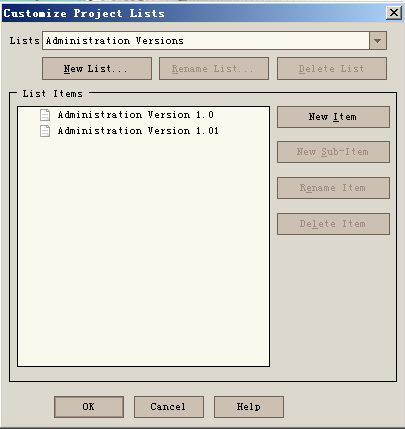 Customize Project Lists
Lists Administration Versions
New List... Rename List... Delete List
List Items
Administration Version 1.0
Administration Version 1.01
New Item
New Sub-Item
Rename Item
Delete Item
OK Cancel Help